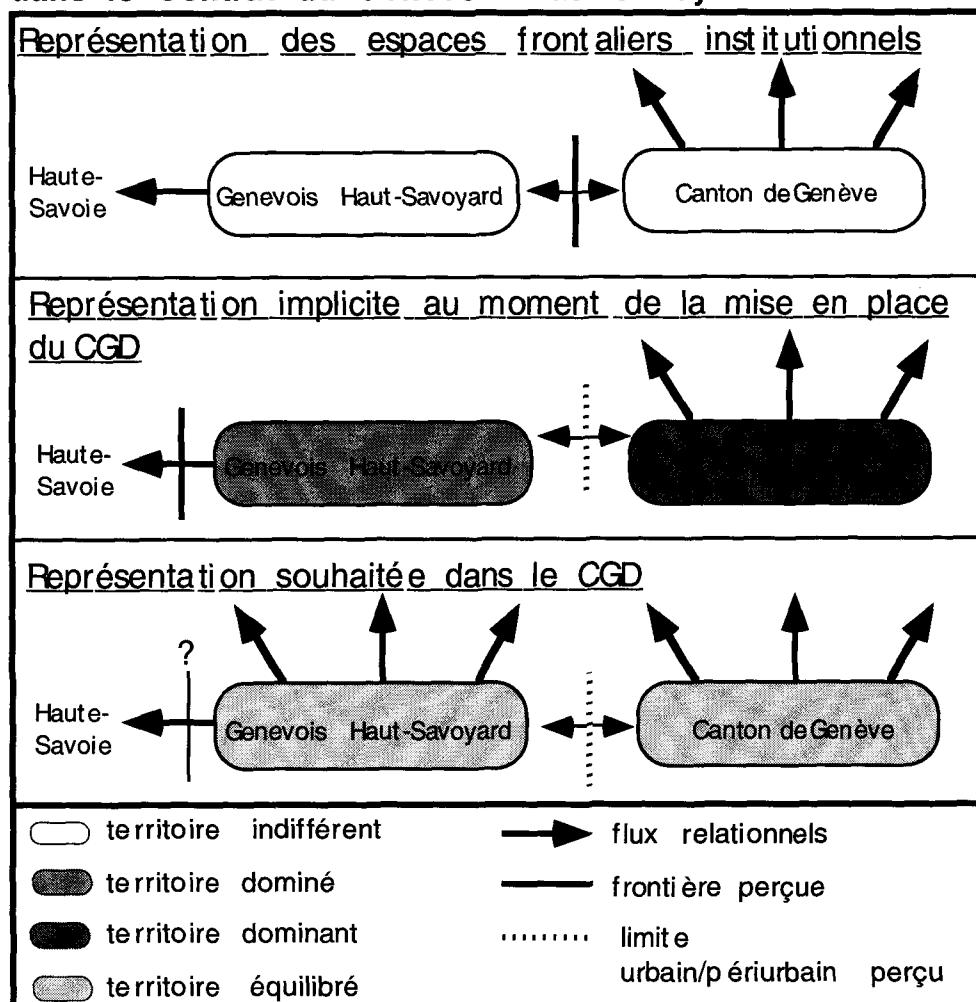 Représentation des espaces frontaliers institutionnels
Haute-
Savoie
Genevois Haut-Savoyard
Canton de Genève
Représentation implicite au moment de la mise en place
du CGD
Haute-
Savoie
Genevois Haut-Savoyard
Représentation souhaitée dans le CGD
?
Haute-
Savoie
Genevois Haut-Savoyard
Canton de Genève
territoire indifférent
territoire dominé
territoire dominant
territoire équilibré
flux relationnels
frontière perçue
limite
urbain/périurbain perçu